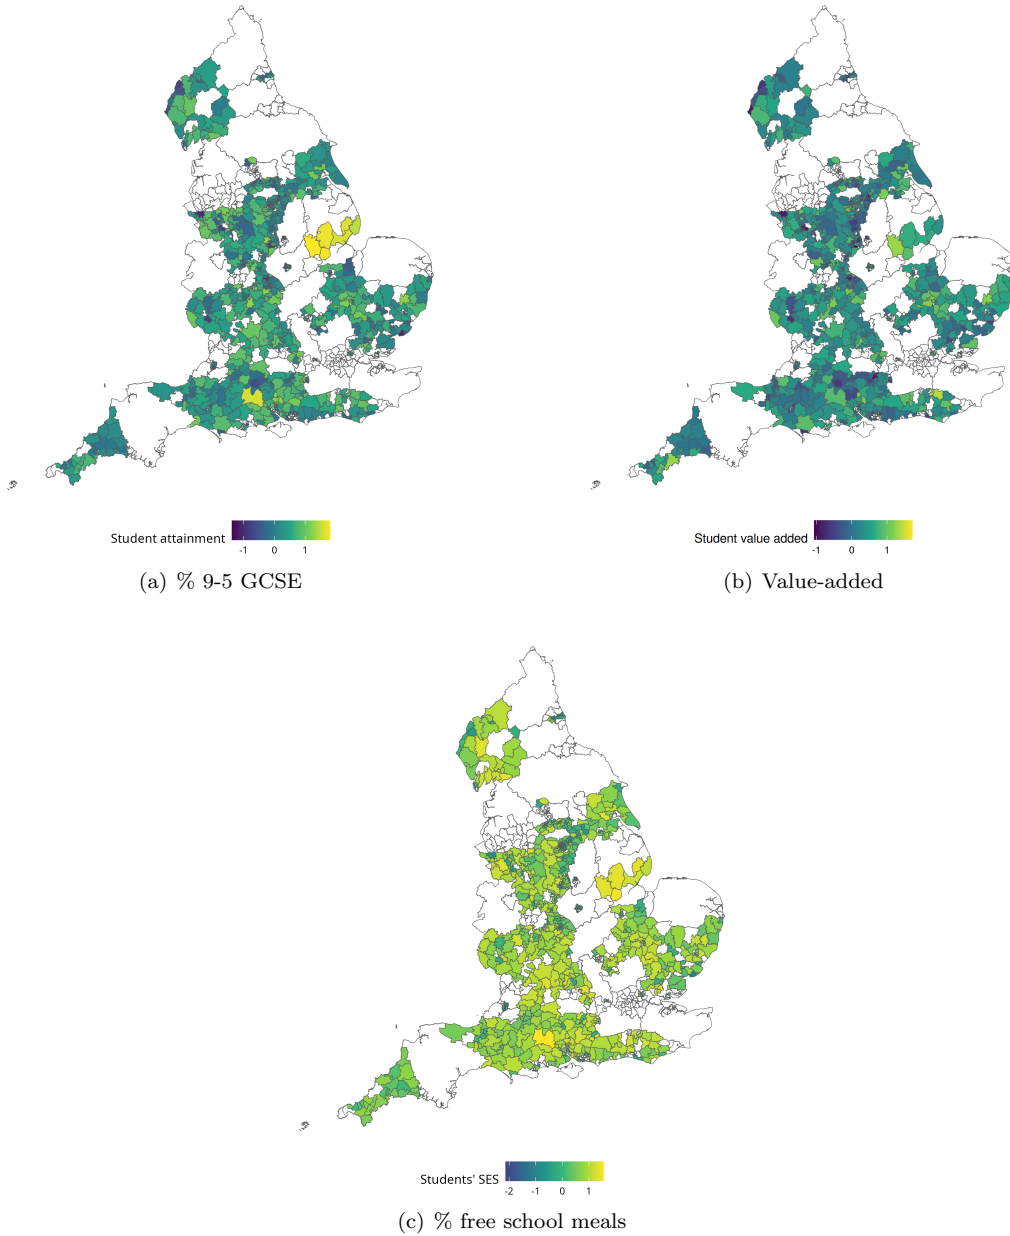 Student attainment
-1 0 1
(a) % 9-5 GCSE
Student value added
-1 0 1
(b) Value-added
Students' SES
-2 -1 0 1
(c) % free school meals